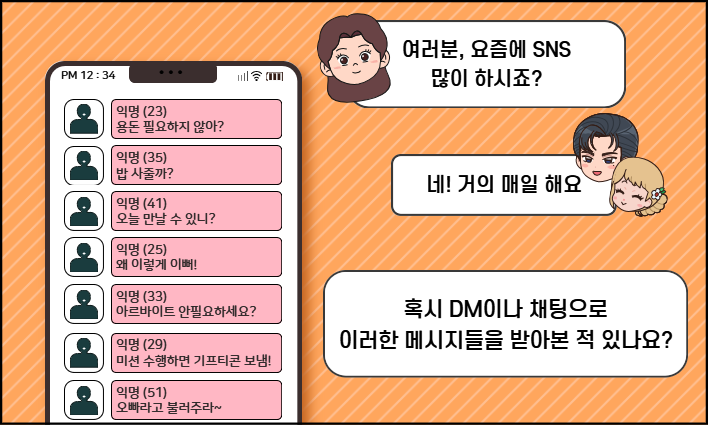 PM 12 : 34
익명 (23)
용돈 필요하지 않아?
익명 (35)
밥 사줄까?
익명 (41)
오늘 만날 수 있니?
익명 (25)
왜 이렇게 이뻐!
익명 (33)
아르바이트 안필요하세요?
익명 (29)
미션 수행하면 기프티콘 보냄!
익명 (51)
오빠라고 불러주라~
여러분, 요즘에 SNS
많이 하시죠?
네! 거의 매일 해요
혹시 DM이나 채팅으로
이러한 메시지들을 받아본 적 있나요?